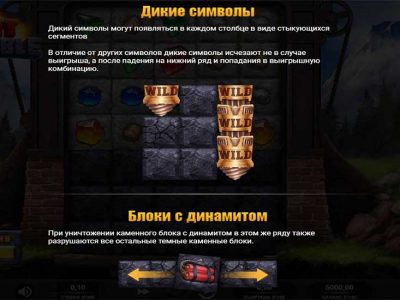 Дикие символы
Дикий символы могут появляться в каждом столбце в виде стыкующихся
сегментов
В отличие от других символов дикие символы исчезают не в случае
выигрыша, а после падения на нижний ряд и попадания в выигрышную
комбинацию.
WILD WILD
WILD
WILD
Блоки с динамитом
При уничтожении каменного блока с динамитом в этом же ряду также
разрушаются все остальные темные каменные блоки.
0,10 5000,00